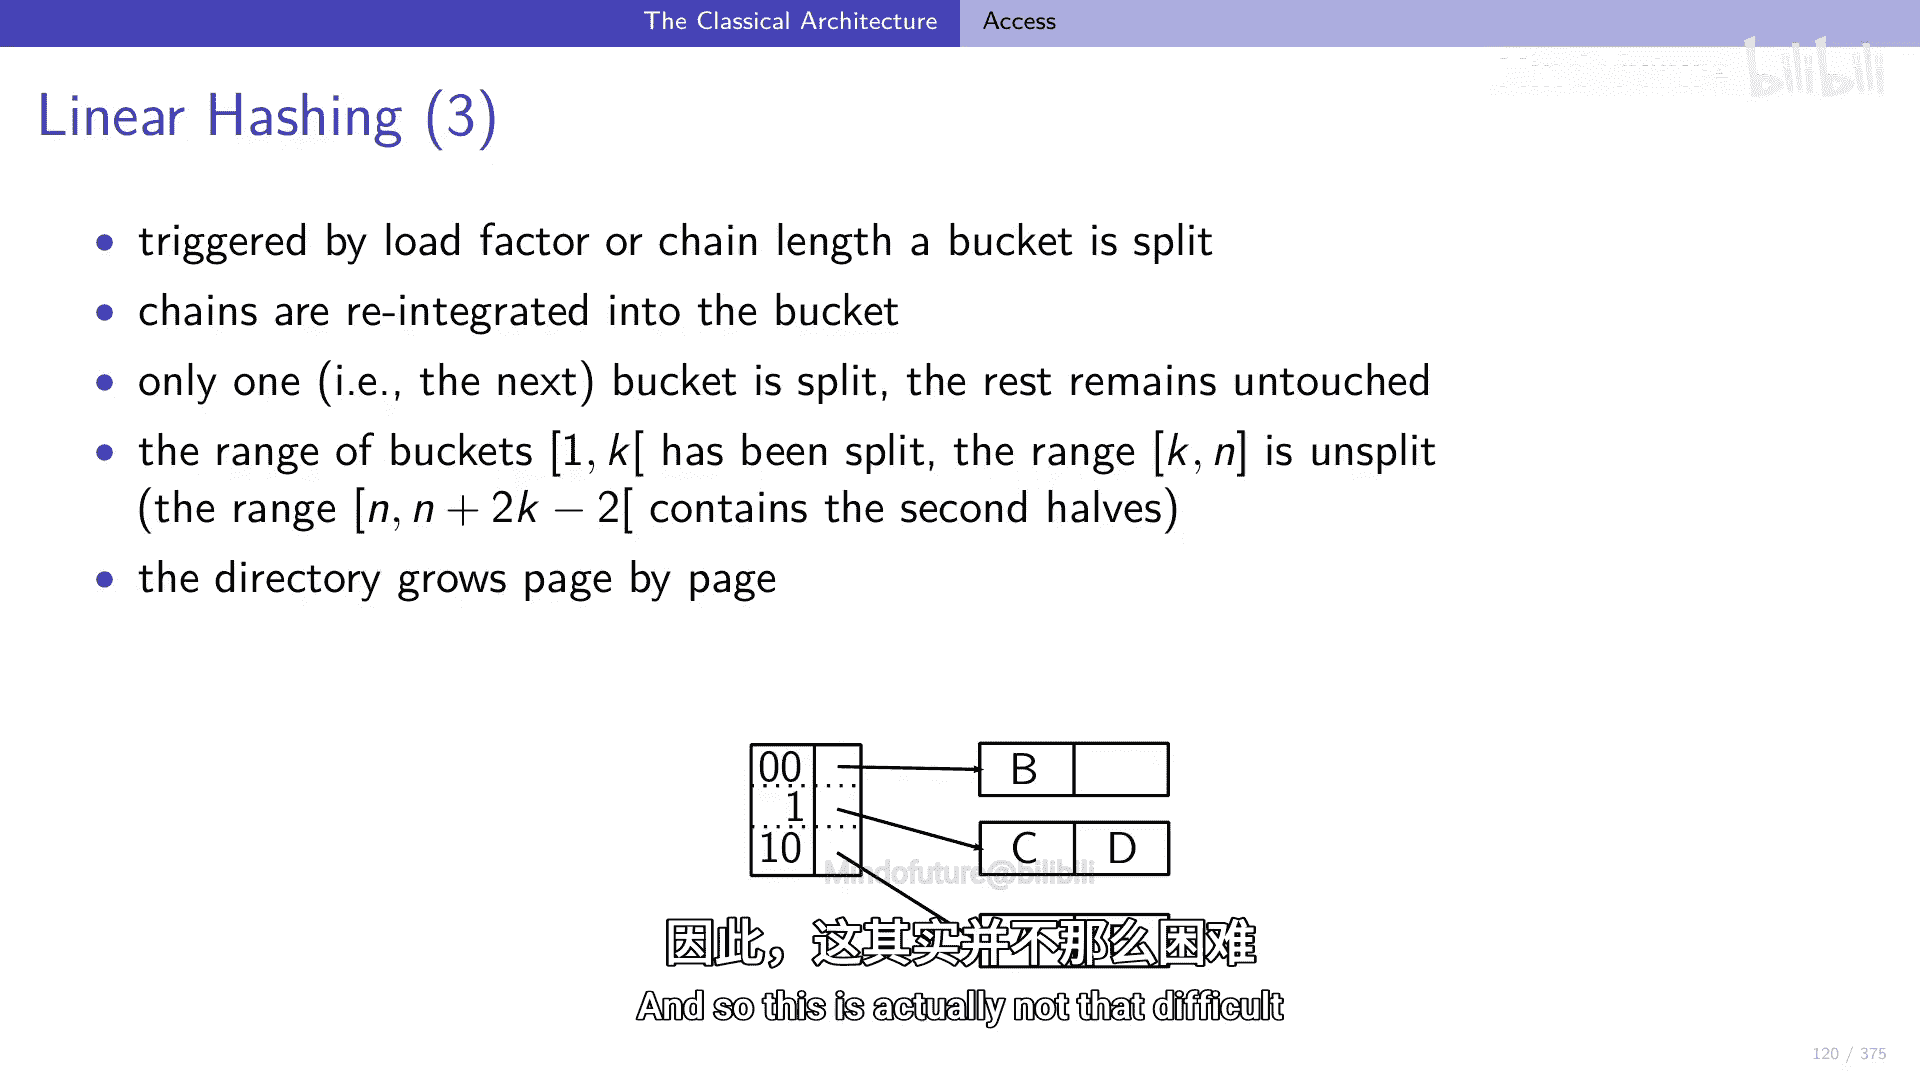 The Classical Architecture Access
bilibili
Linear Hashing (3)
• triggered by load factor or chain length a bucket is split
• chains are re-integrated into the bucket
• only one (i.e., the next) bucket is split, the rest remains untouched
• the range of buckets [1, k[ has been split, the range [k, n] is unsplit
(the range [n, n + 2k − 2[ contains the second halves)
• the directory grows page by page
00 B
1 C D
10
Mindofuture@bilibili
因此，这其实并不那么困难
And so this is actually not that difficult
120 / 375